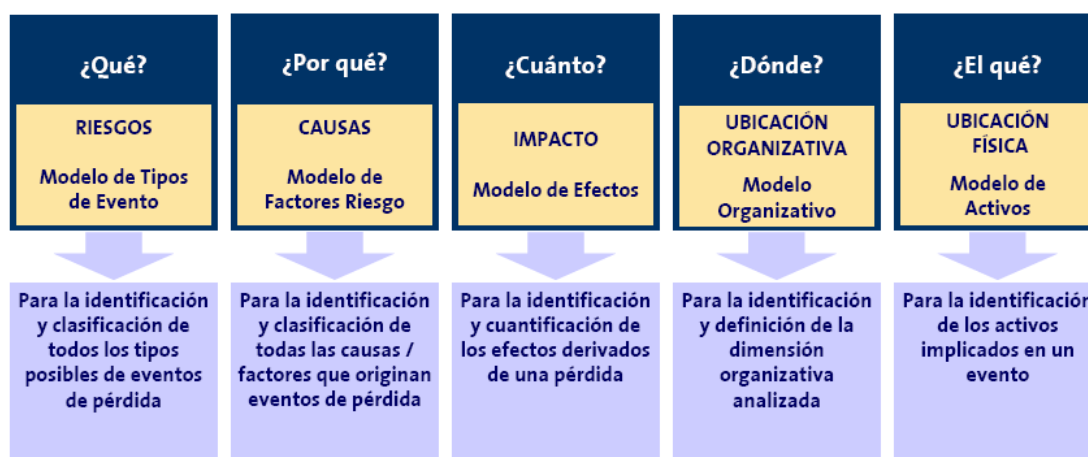 ¿Qué?
RIESGOS
Modelo de Tipos
de Evento
Para la identificación
y clasificación de
todos los tipos
posibles de eventos
de pérdida
¿Por qué?
CAUSAS
Modelo de
Factores Riesgo
Para la identificación
y clasificación de
todas las causas /
factores que originan
eventos de pérdida
¿Cuánto?
IMPACTO
Modelo de Efectos
Para la identificación
y cuantificación de
los efectos derivados
de una pérdida
¿Dónde?
UBICACIÓN
ORGANIZATIVA
Modelo
Organizativo
Para la identificación
y definición de la
dimensión
organizativa
analizada
¿El qué?
UBICACIÓN
FÍSICA
Modelo de
Activos
Para la identificación
de los activos
implicados en un
evento